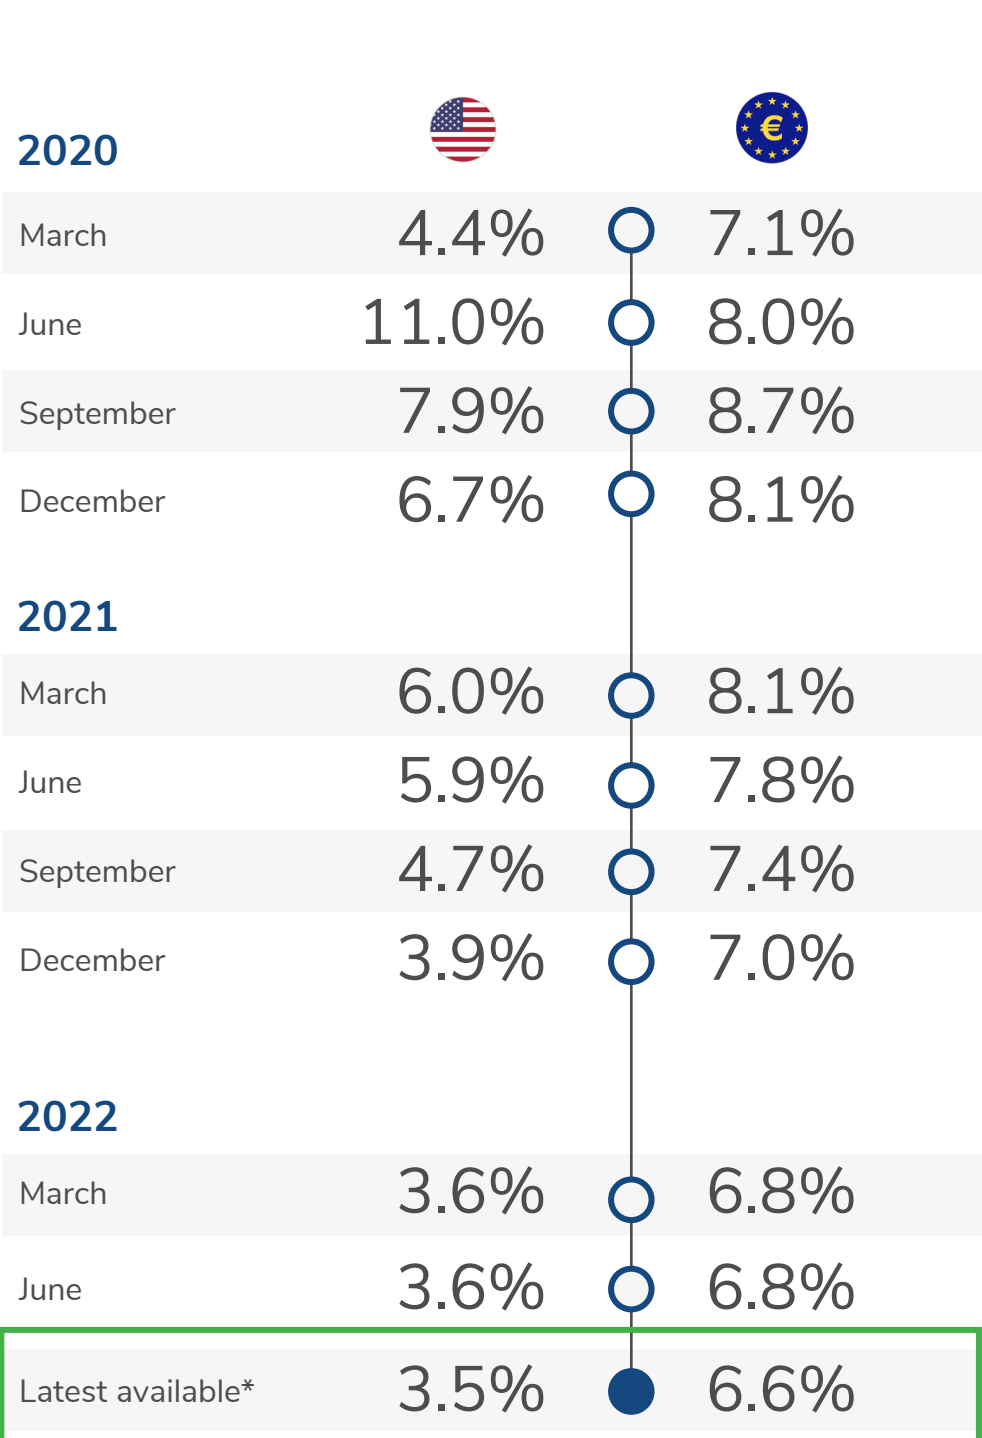 2020
€
March 4.4% 7.1%
June 11.0% 8.0%
September 7.9% 8.7%
December 6.7% 8.1%
2021
March 6.0% 8.1%
June 5.9% 7.8%
September 4.7% 7.4%
December 3.9% 7.0%
2022
March 3.6% 6.8%
June 3.6% 6.8%
Latest available* 3.5% 6.6%